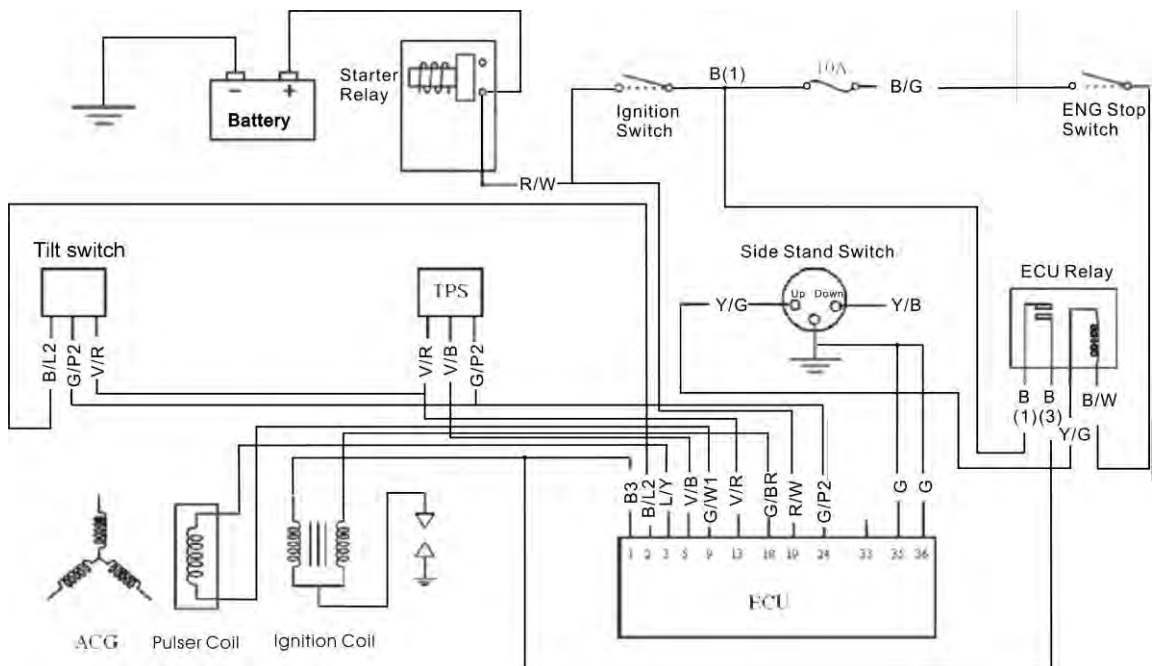 Starter
Relay
− +
Battery
R/W
Ignition
Switch
B(1)
10A
B/G
ENG Stop
Switch
Tilt switch
B/L2
G/P2
V/R
TPS
V/R
V/B
G/P2
Side Stand Switch
Up
Down
Y/G
Y/B
ECU Relay
B
(1)
B
(3)
Y/G
B/W
B3
B/L2
L/Y
V/B
G/W1
V/R
G/BR
R/W
G/P2
G
G
1 2 3 9 13 18 19 24 33 35 36
ECU
ACG
Pulser Coil
Ignition Coil